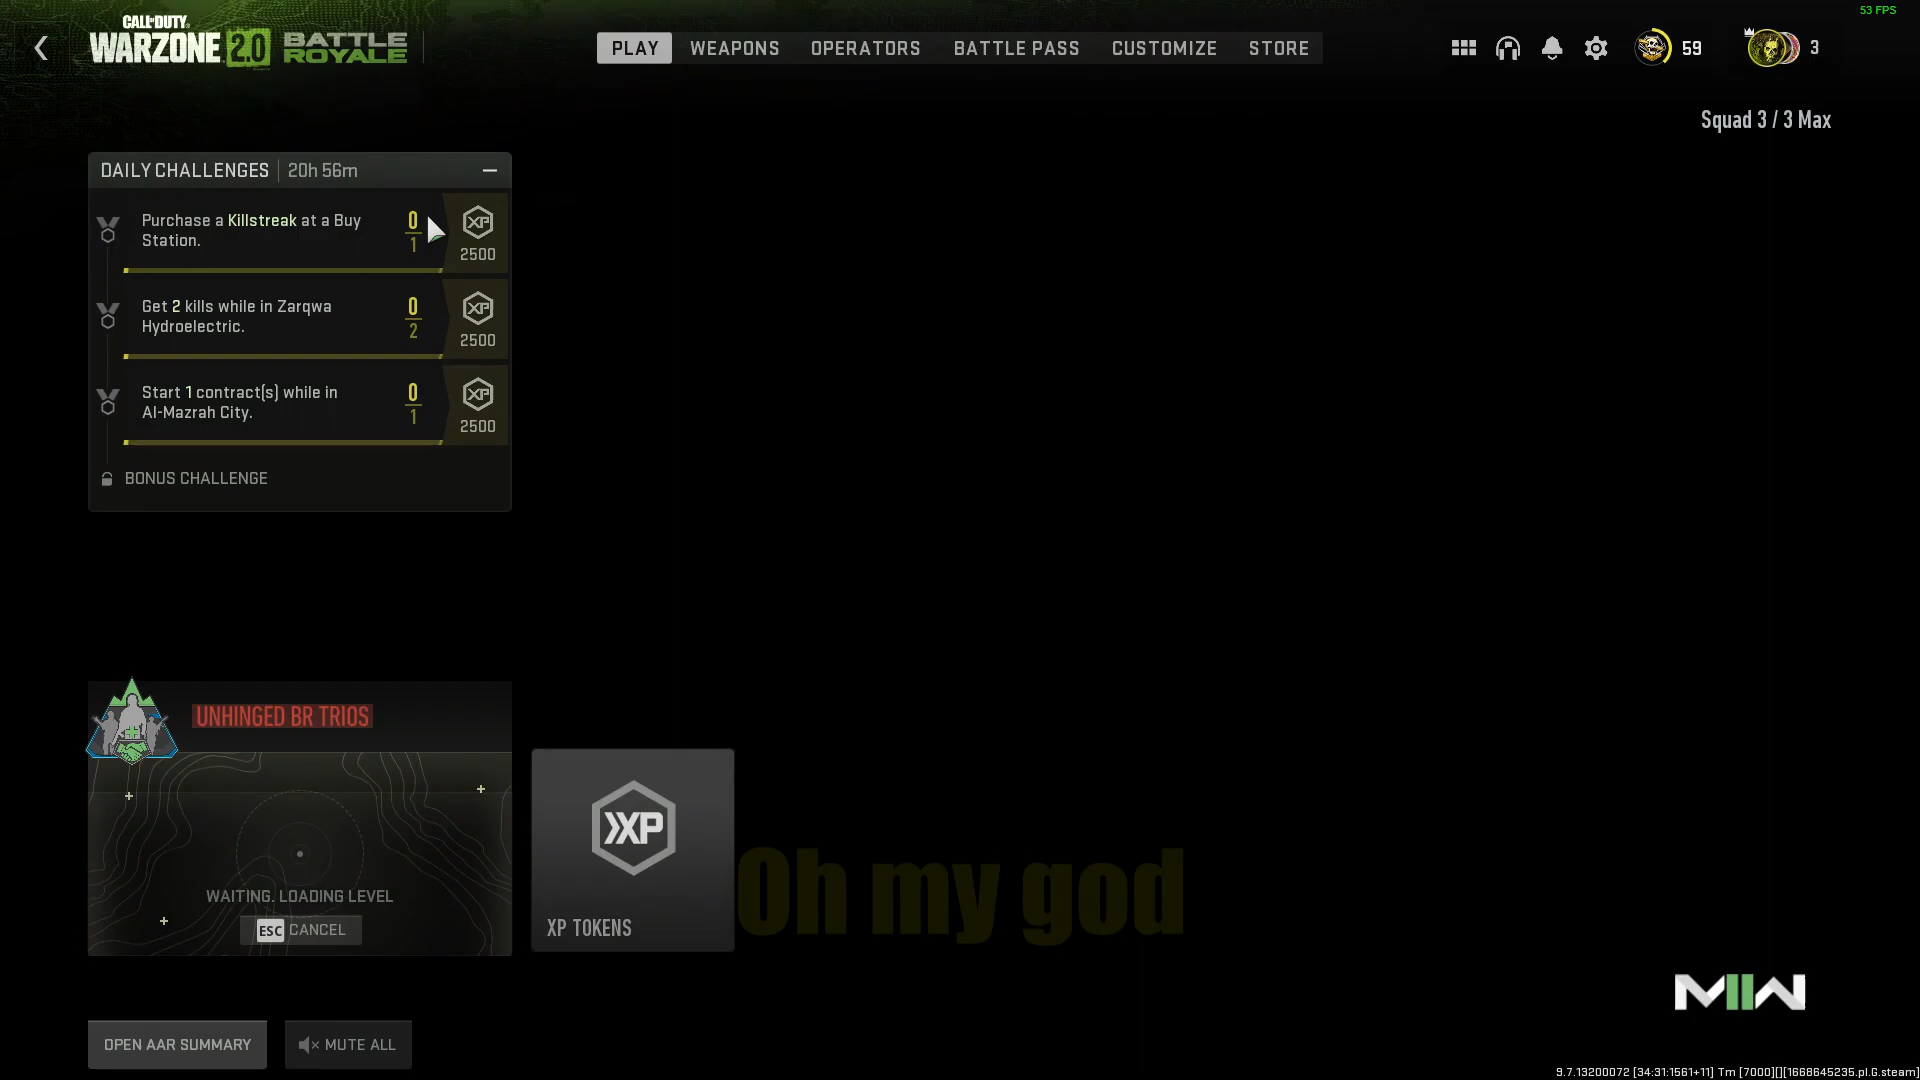 53 FPS
CALL OF DUTY
WARZONE 2.0 BATTLE ROYALE
PLAY WEAPONS OPERATORS BATTLE PASS CUSTOMIZE STORE
59
3
Squad 3 / 3 Max
DAILY CHALLENGES 20h 56m
Purchase a Killstreak at a Buy
Station.
0
1
XP
2500
Get 2 kills while in Zarqwa
Hydroelectric.
0
2
XP
2500
Start 1 contract(s) while in
Al-Mazrah City.
0
1
XP
2500
BONUS CHALLENGE
UNHINGED BR TRIOS
WAITING. LOADING LEVEL
ESC CANCEL
XP
XP TOKENS
Oh my god
MW
OPEN AAR SUMMARY
MUTE ALL
9.7.13200072 [34:31:1561+11] Tm [7000][][1668645235.pl.G.steam]